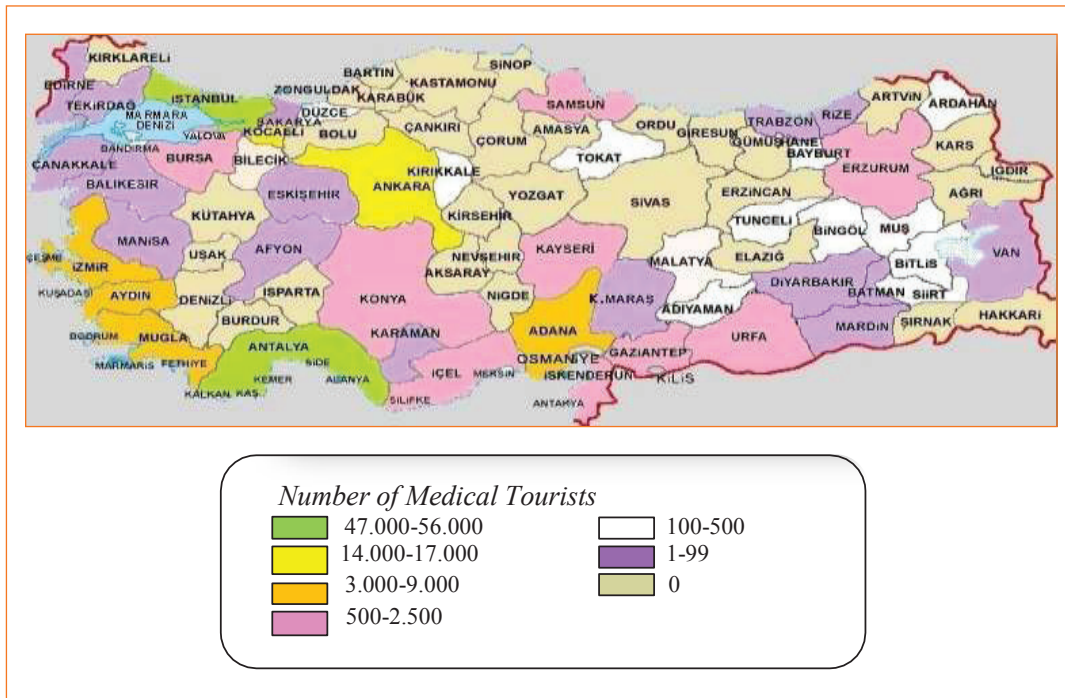 KIRKLARELİ
EDİRNE
TEKİRDAĞ
İSTANBUL
MARMARA
DENİZİ
YALOVA
KOCAELİ
SAKARYA
DÜZCE
ZONGULDAK
BARTIN
KARABÜK
KASTAMONU
SİNOP
SAMSUN
ORDU
GİRESUN
TRABZON
RİZE
ARTVİN
ARDAHAN
KARS
IĞDIR
AĞRI
BANDIRMA
ÇANAKKALE
BALIKESİR
BURSA
BİLECİK
BOLU
ÇANKIRI
ÇORUM
AMASYA
TOKAT
GÜMÜŞ
HANE
BAYBURT
ERZURUM
ERZİNCAN
KÜTAHYA
ESKİŞEHİR
ANKARA
KIRIKKALE
YOZGAT
KİRSEHİR
SİVAS
TUNCELİ
BİNGÖL
MUŞ
BİTLİS
VAN
MANİSA
UŞAK
AFYON
NEVŞEHİR
AKSARAY
KAYSERİ
MALATYA
ELAZIĞ
DİYARBAKIR
BATMAN
SİİRT
ÇEŞME
İZMİR
KUŞADASI
AYDIN
DENİZLİ
ISPARTA
BURDUR
KONYA
NİGDE
K.MARAŞ
ADIYAMAN
URFA
MARDİN
ŞIRNAK
HAKKARİ
BODRUM
MUGLA
MARMARİS
FETHİYE
ANTALYA
KARAMAN
ADANA
OSMANİYE
GAZİANTEP
KİLİS
KALKAN
KAŞ
KEMER
SİDE
ALANYA
SİLİFKE
İÇEL
MERSİN
İSKENDERUN
ANTAKYA
Number of Medical Tourists
47.000-56.000
14.000-17.000
3.000-9.000
500-2.500
100-500
1-99
0